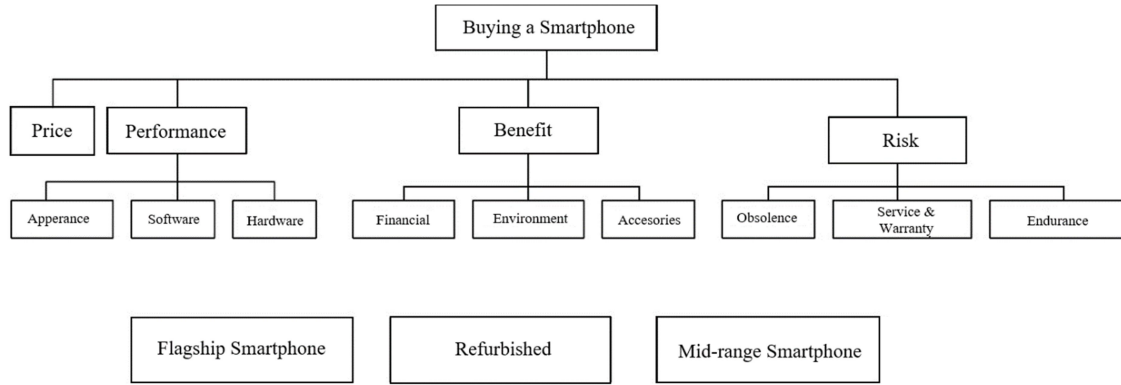 Buying a Smartphone
Price
Performance
Benefit
Risk
Apperance
Software
Hardware
Financial
Environment
Accesories
Obsolence
Service &
Warranty
Endurance
Flagship Smartphone
Refurbished
Mid-range Smartphone